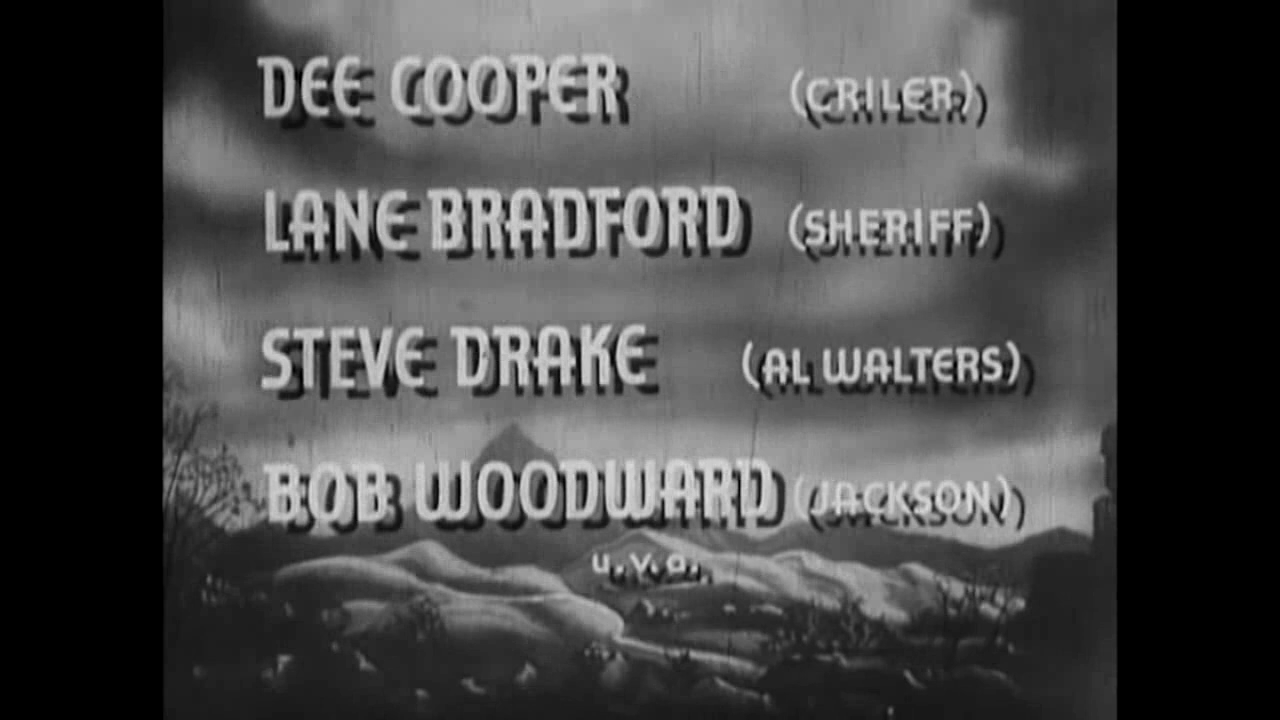 DEE COOPER (CRILER)
LANE BRADFORD (SHERIFF)
STEVE DRAKE (AL WALTERS)
BOB WOODWARD (JACKSON)
u.v.a.